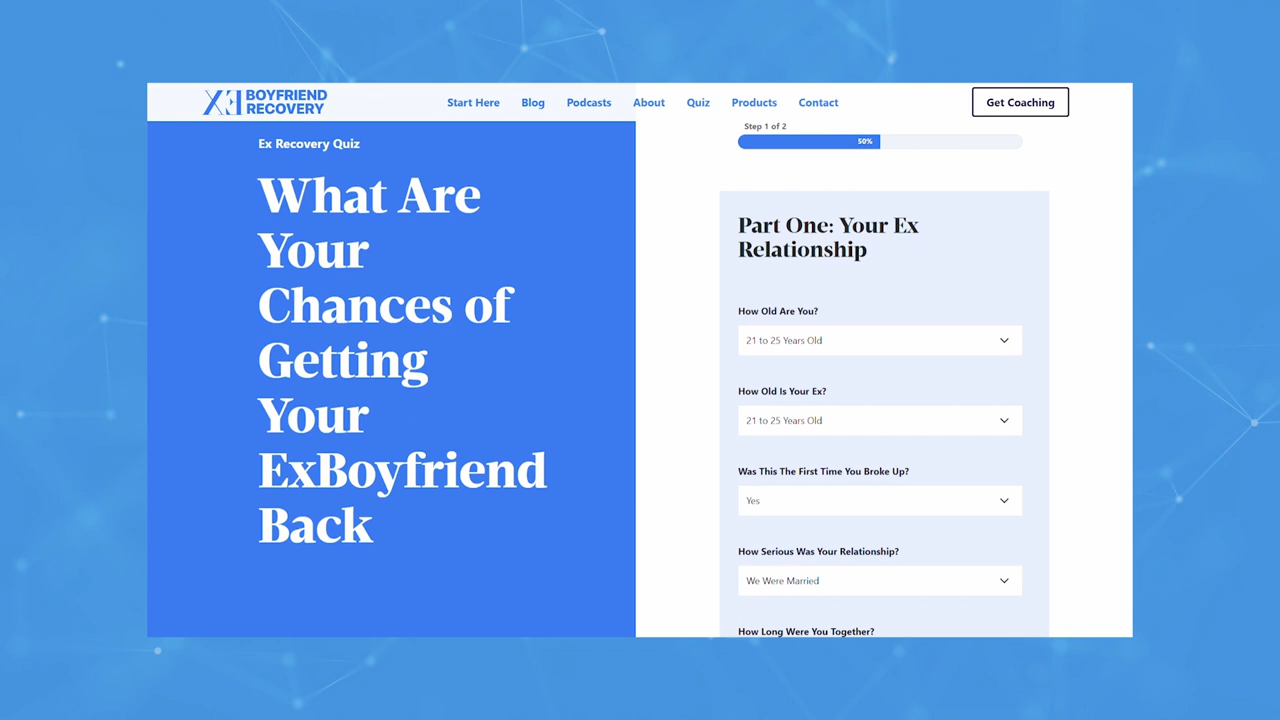 EX BOYFRIEND
RECOVERY
Start Here Blog Podcasts About Quiz Products Contact
Get Coaching
Ex Recovery Quiz
What Are
Your
Chances of
Getting
Your
ExBoyfriend
Back
Step 1 of 2
50%
Part One: Your Ex
Relationship
How Old Are You?
21 to 25 Years Old
How Old Is Your Ex?
21 to 25 Years Old
Was This The First Time You Broke Up?
Yes
How Serious Was Your Relationship?
We Were Married
How Long Were You Together?